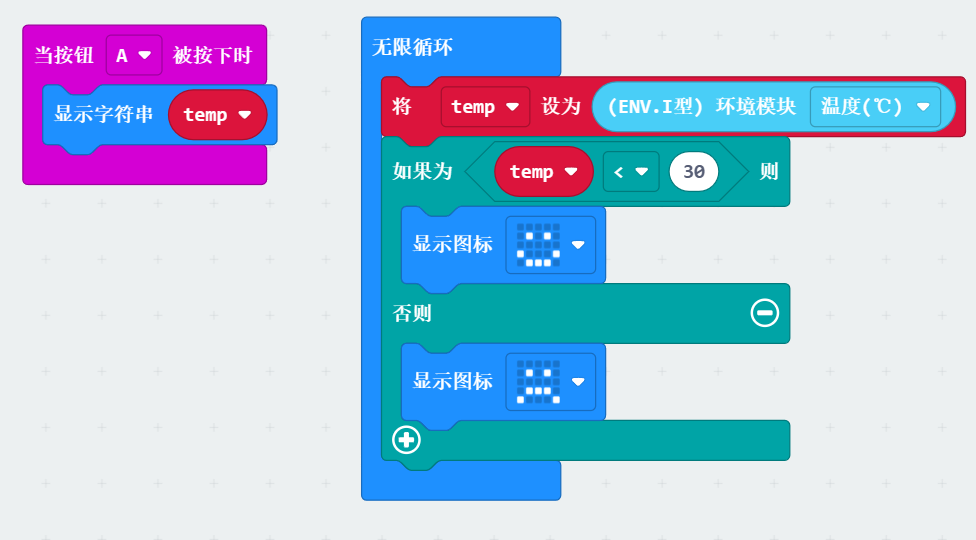 当按钮 A 被按下时
显示字符串 temp
无限循环
将 temp 设为 (ENV.I型) 环境模块 温度(℃)
如果为 temp < 30 则
显示图标
否则
显示图标